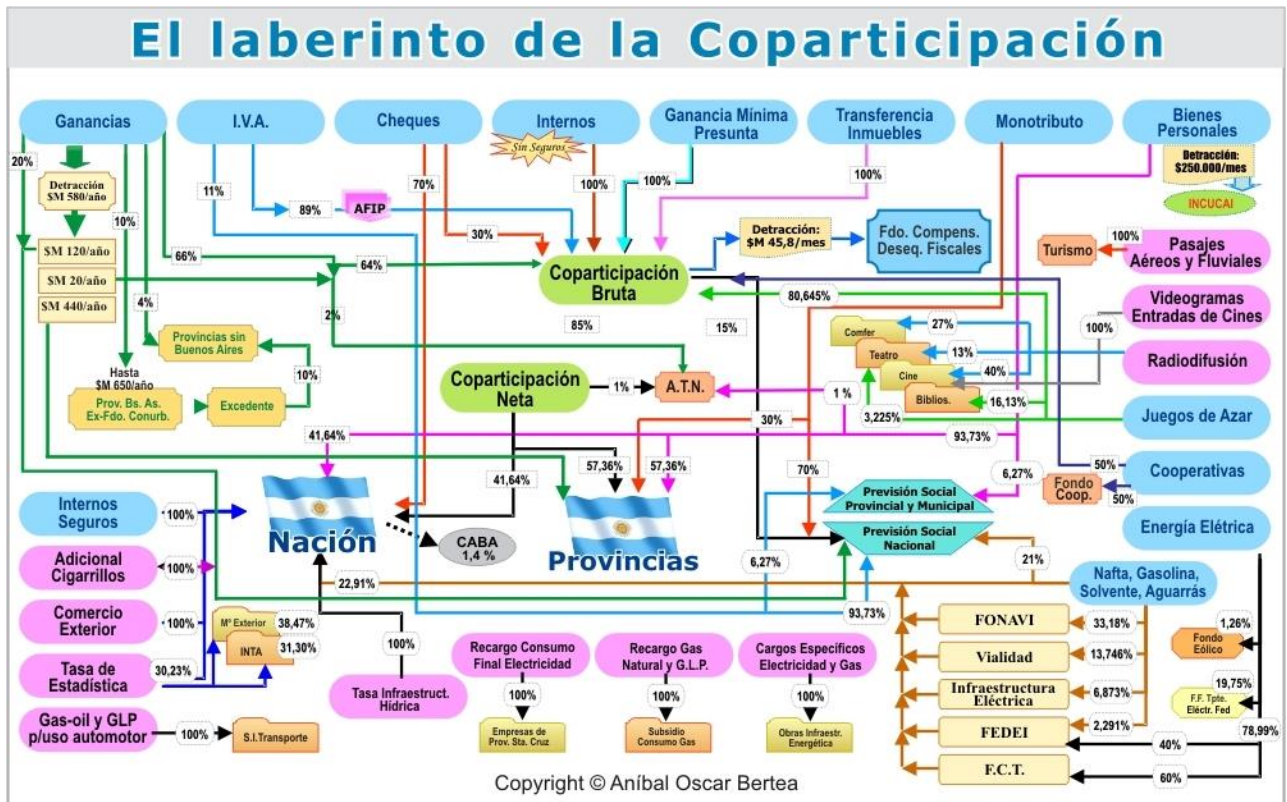 El laberinto de la Coparticipación
Ganancias
I.V.A.
Cheques
Internos
Sin Seguros
Ganancia Mínima
Presunta
Transferencia
Inmuebles
Monotributo
Bienes
Personales
20%
Detracción
$M 580/año
10%
11%
89%
AFIP
70%
30%
100%
100%
100%
Detracción:
$250.000/mes
INCUCAI
$M 120/año
$M 20/año
$M 440/año
66%
64%
4%
2%
Coparticipación
Bruta
Detracción:
$M 45,8/mes
Fdo. Compens.
Deseq. Fiscales
Turismo
100%
Pasajes
Aéreos y Fluviales
80,645%
85%
15%
Comfer
Teatro
Cine
Biblios.
27%
13%
40%
16,13%
3,225%
100%
Videogramas
Entradas de Cines
Radiodifusión
Juegos de Azar
Provincias sin
Buenos Aires
Hasta
$M 650/año
Prov. Bs. As.
Ex-Fdo. Conurb.
Excedente
10%
Coparticipación
Neta
1%
A.T.N.
1 %
30%
93,73%
41,64%
41,64%
57,36%
57,36%
70%
6,27%
50%
Cooperativas
Fondo
Coop.
50%
Internos
Seguros
100%
Nación
CABA
1,4 %
Provincias
Previsión Social
Provincial y Municipal
Previsión Social
Nacional
Energía Elétrica
Adicional
Cigarrillos
100%
22,91%
6,27%
93,73%
21%
Nafta, Gasolina,
Solvente, Aguarrás
Comercio
Exterior
100%
Mº Exterior
38,47%
INTA
31,30%
Tasa de
Estadística
30,23%
100%
Tasa Infraestruct.
Hídrica
Recargo Consumo
Final Electricidad
100%
Empresas de
Prov. Sta. Cruz
Recargo Gas
Natural y G.L.P.
100%
Subsidio
Consumo Gas
Cargos Específicos
Electricidad y Gas
100%
Obras Infraestr.
Energética
FONAVI
33,18%
Vialidad
13,746%
Infraestructura
Eléctrica
6,873%
FEDEI
2,291%
F.C.T.
40%
60%
1,26%
Fondo
Eólico
19,75%
F.F. Tpte.
Eléctr. Fed
78,99%
Gas-oil y GLP
p/uso automotor
100%
S.I.Transporte
Copyright © Aníbal Oscar Bertea